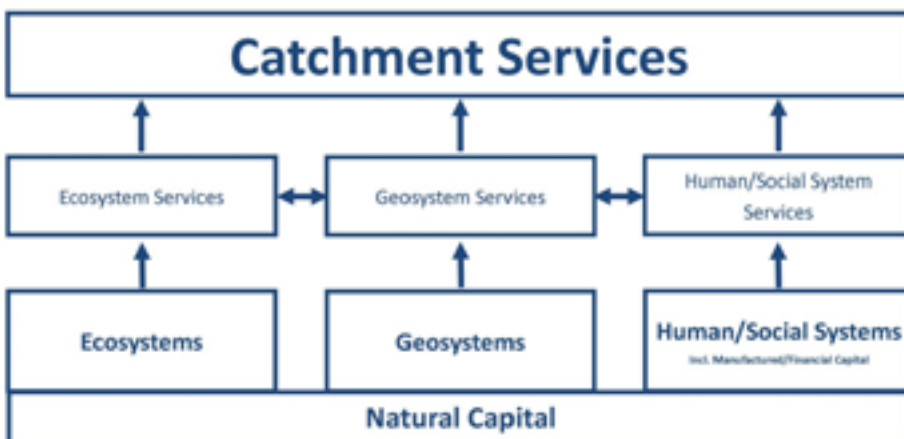 Catchment Services
Ecosystem Services
Geosystem Services
Human/Social System
Services
Ecosystems
Geosystems
Human/Social Systems
Incl. Manufactured/Financial Capital
Natural Capital